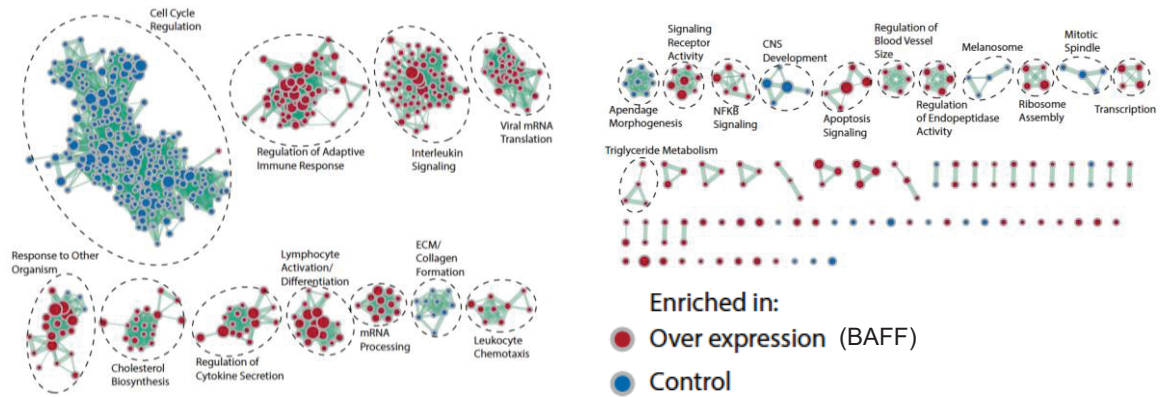 Cell Cycle
Regulation
Regulation of Adaptive
Immune Response
Interleukin
Signaling
Viral mRNA
Translation
Response to Other
Organism
Cholesterol
Biosynthesis
Regulation of
Cytokine Secretion
Lymphocyte
Activation/
Differentiation
mRNA
Processing
ECM/
Collagen
Formation
Leukocyte
Chemotaxis
Apendage
Morphogenesis
Signaling
Receptor
Activity
NFKB
Signaling
CNS
Development
Apoptosis
Signaling
Regulation of
Blood Vessel
Size
Regulation
of Endopeptidase
Activity
Melanosome
Ribosome
Assembly
Mitotic
Spindle
Transcription
Triglyceride Metabolism
Enriched in:
Over expression (BAFF)
Control